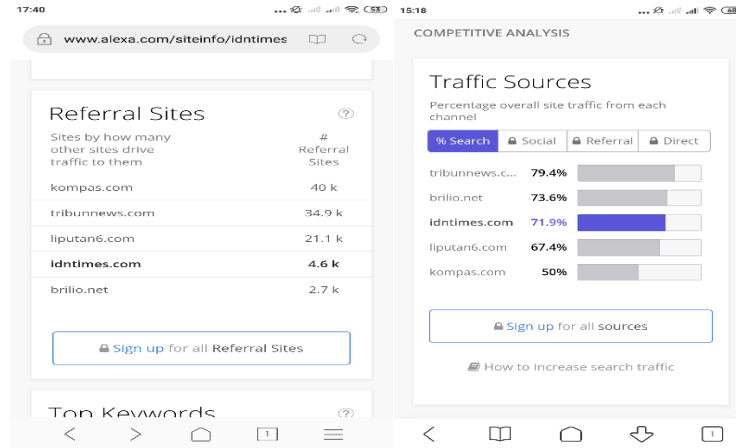 17:40
... 53
www.alexa.com/siteinfo/idntimes
Referral Sites
?
Sites by how many
other sites drive
traffic to them
#
Referral
Sites
kompas.com 40 k
tribunnews.com 34.9 k
liputan6.com 21.1 k
idntimes.com 4.6 k
brilio.net 2.7 k
Sign up for all Referral Sites
Top Keywords
?
1
15:18
...
COMPETITIVE ANALYSIS
Traffic Sources
Percentage overall site traffic from each
channel
% Search Social Referral Direct
tribunnews.c... 79.4%
brilio.net 73.6%
idntimes.com 71.9%
liputan6.com 67.4%
kompas.com 50%
Sign up for all sources
How to increase search traffic
1